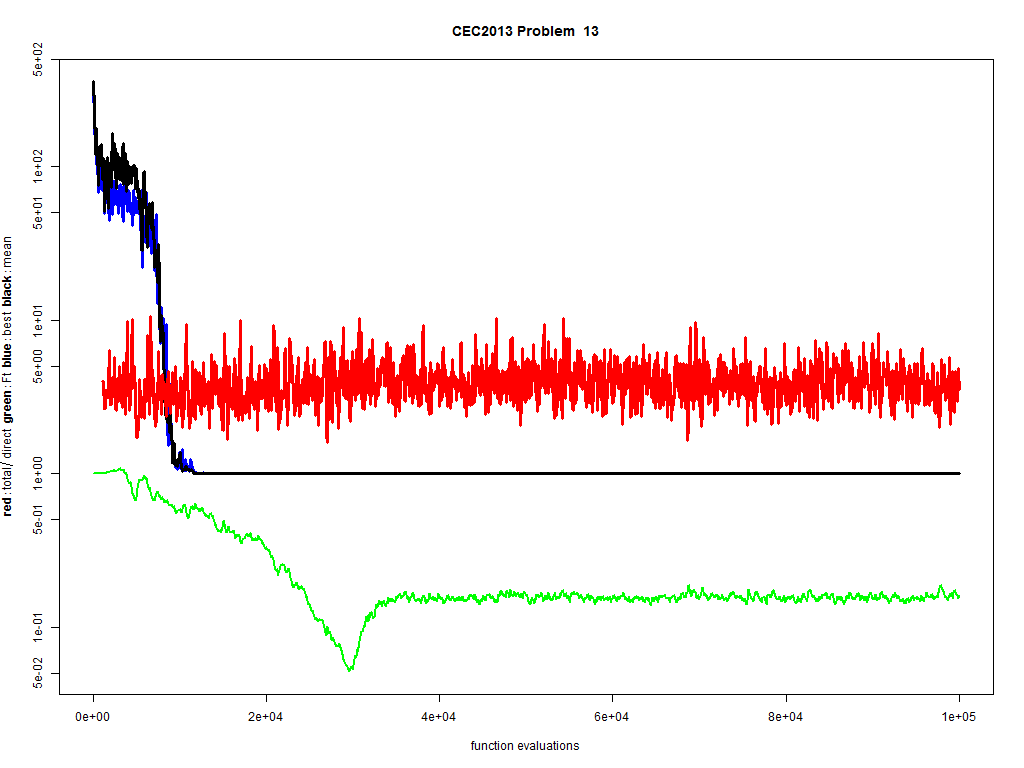 CEC2013 Problem 13
red : total/ direct green : Ft blue : best black : mean
5e+02
1e+02
5e+01
1e+01
5e+00
1e+00
5e-01
1e-01
5e-02
0e+00 2e+04 4e+04 6e+04 8e+04 1e+05
function evaluations